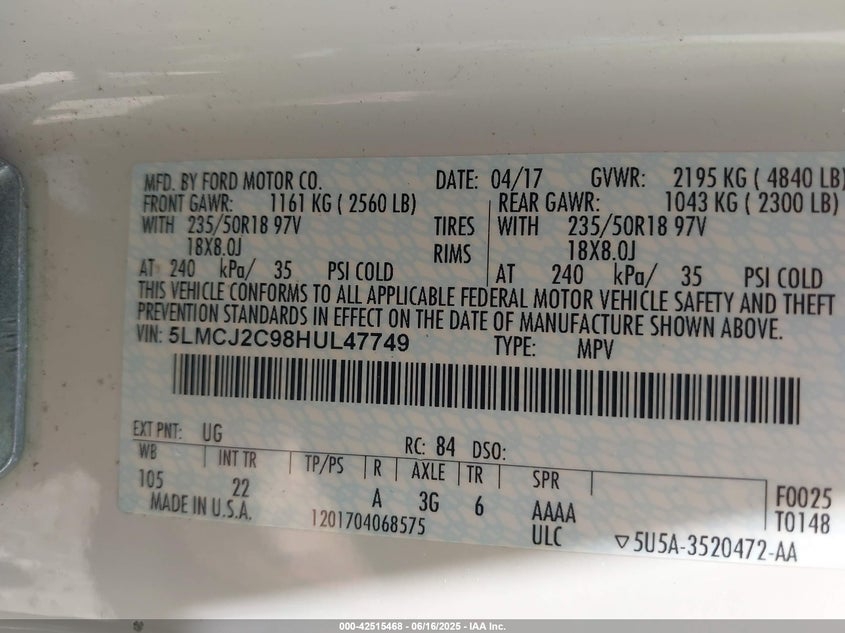 MFD. BY FORD MOTOR CO. DATE: 04/17 GVWR: 2195 KG ( 4840 LB)
FRONT GAWR: 1161 KG ( 2560 LB) REAR GAWR: 1043 KG ( 2300 LB)
WITH 235/50R18 97V TIRES WITH 235/50R18 97V
18X8.0J RIMS 18X8.0J
AT 240 kPa/ 35 PSI COLD AT 240 kPa/ 35 PSI COLD
THIS VEHICLE CONFORMS TO ALL APPLICABLE FEDERAL MOTOR VEHICLE SAFETY AND THEFT
PREVENTION STANDARDS IN EFFECT ON THE DATE OF MANUFACTURE SHOWN ABOVE.
VIN: 5LMCJ2C98HUL47749 TYPE: MPV
EXT PNT: UG RC: 84 DSO:
WB INT TR TP/PS R AXLE TR SPR
105 22 A 3G 6 AAAA F0025
MADE IN U.S.A. 1201704068575 ULC T0148
▽5U5A-3520472-AA
000-42515468 - 06/16/2025 - IAA Inc.